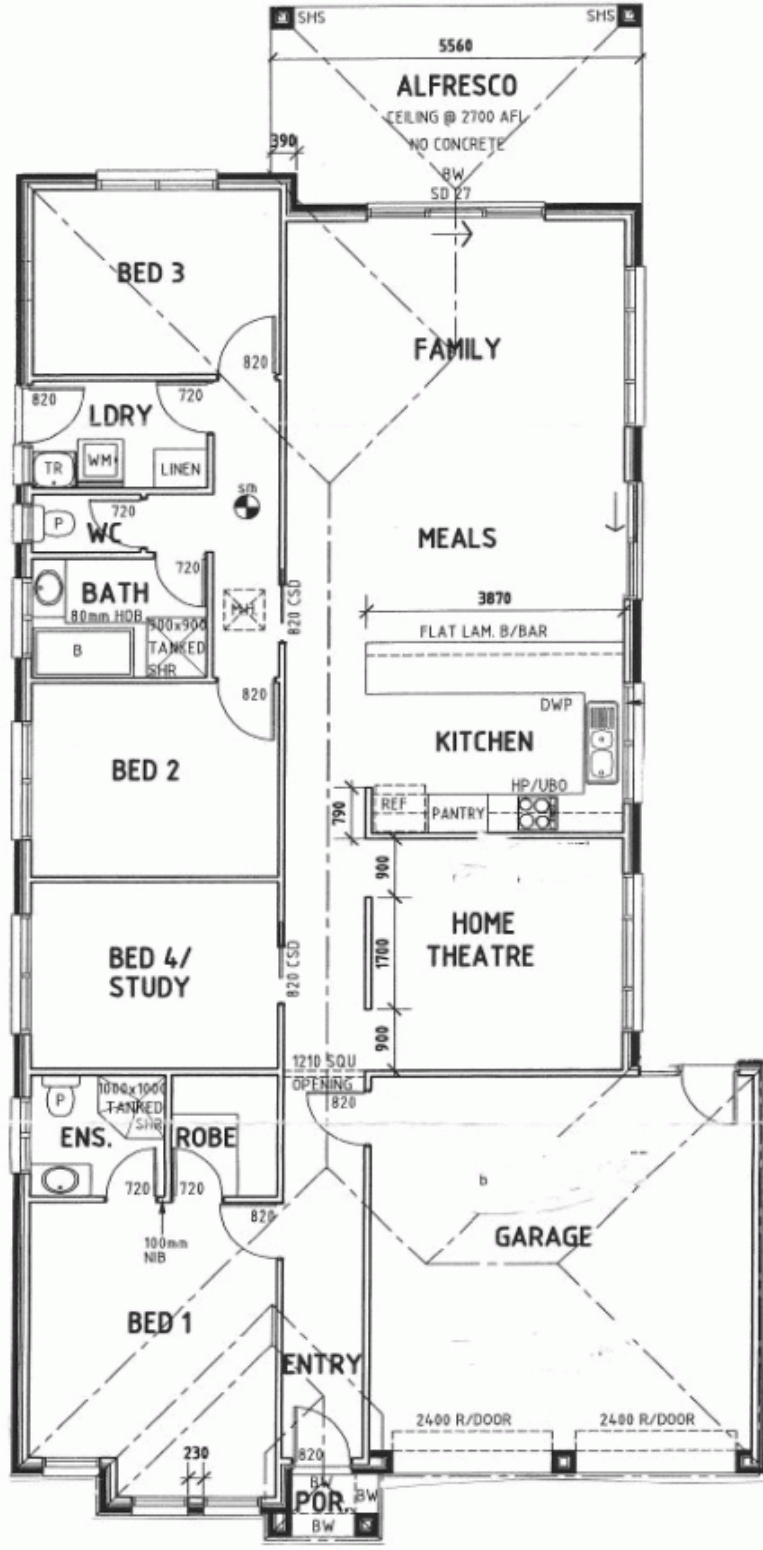 SHS
SHS
5560
ALFRESCO
CEILING @ 2700 AFL
NO CONCRETE
390
BW
SD 27
BED 3
FAMILY
820
820
LDRY
720
TR
WM
LINEN
sm
P
WC
720
MEALS
720
BATH
80mm HOB
900x900
TANKED
SHR
B
MH
820 CSD
3870
FLAT LAM. B/BAR
820
DWP
KITCHEN
BED 2
HP/UBO
REF
PANTRY
790
900
HOME
THEATRE
1700
BED 4/
STUDY
820 CSD
900
1210 SQU
OPENING
820
P
1000x1000
TANKED
SHR
ENS.
ROBE
720
720
820
100mm
NIB
b
GARAGE
BED 1
ENTRY
2400 R/DOOR
2400 R/DOOR
230
820
BW
POR.
BW
BW